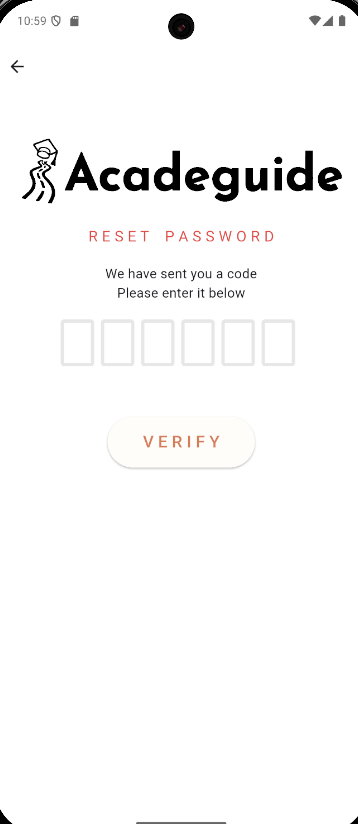 10:59
Acadeguide
RESET PASSWORD
We have sent you a code
Please enter it below
VERIFY